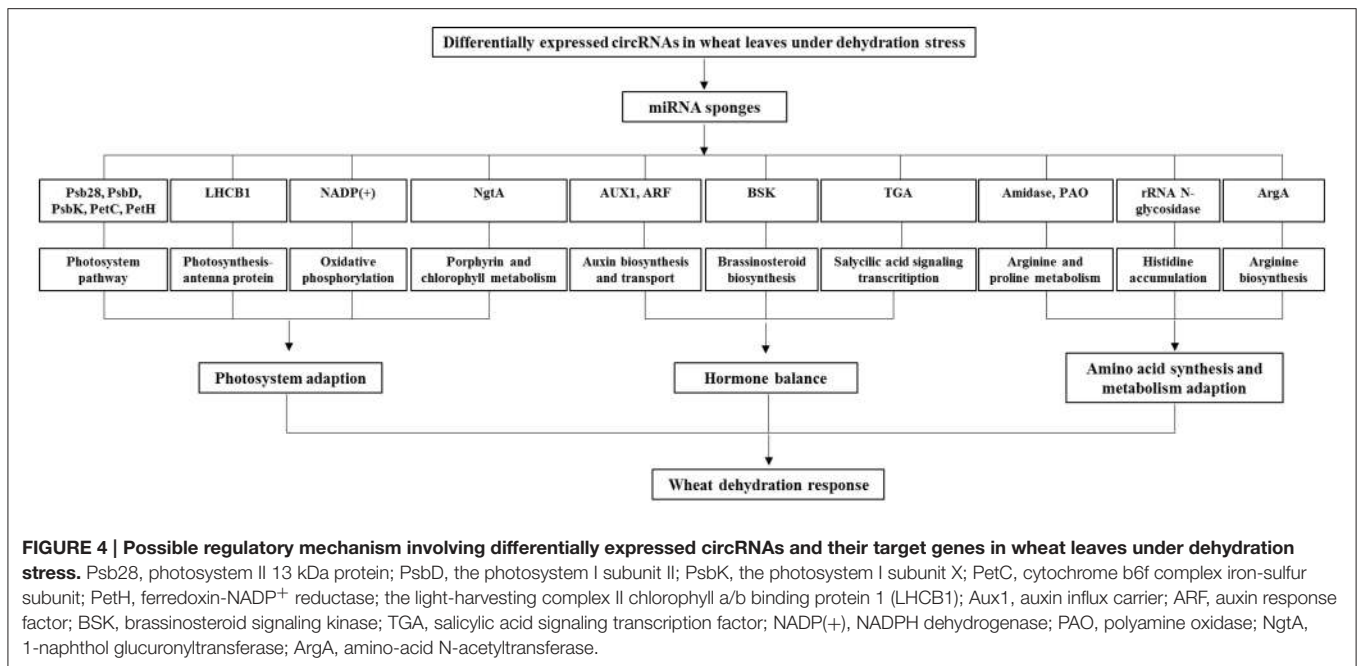 Differentially expressed circRNAs in wheat leaves under dehydration stress
miRNA sponges
Psb28, PsbD,
PsbK, PetC, PetH
LHCB1
NADP(+)
NgtA
AUX1, ARF
BSK
TGA
Amidase, PAO
rRNA N-
glycosidase
ArgA
Photosystem
pathway
Photosynthesis-
antenna protein
Oxidative
phosphorylation
Porphyrin and
chlorophyll metabolism
Auxin biosynthesis
and transport
Brassinosteroid
biosynthesis
Salycilic acid signaling
transcritiption
Arginine and
proline metabolism
Histidine
accumulation
Arginine
biosynthesis
Photosystem adaption
Hormone balance
Amino acid synthesis and
metabolism adaption
Wheat dehydration response
FIGURE 4 | Possible regulatory mechanism involving differentially expressed circRNAs and their target genes in wheat leaves under dehydration
stress. Psb28, photosystem II 13 kDa protein; PsbD, the photosystem I subunit II; PsbK, the photosystem I subunit X; PetC, cytochrome b6f complex iron-sulfur
subunit; PetH, ferredoxin-NADP+ reductase; the light-harvesting complex II chlorophyll a/b binding protein 1 (LHCB1); Aux1, auxin influx carrier; ARF, auxin response
factor; BSK, brassinosteroid signaling kinase; TGA, salicylic acid signaling transcription factor; NADP(+), NADPH dehydrogenase; PAO, polyamine oxidase; NgtA,
1-naphthol glucuronyltransferase; ArgA, amino-acid N-acetyltransferase.